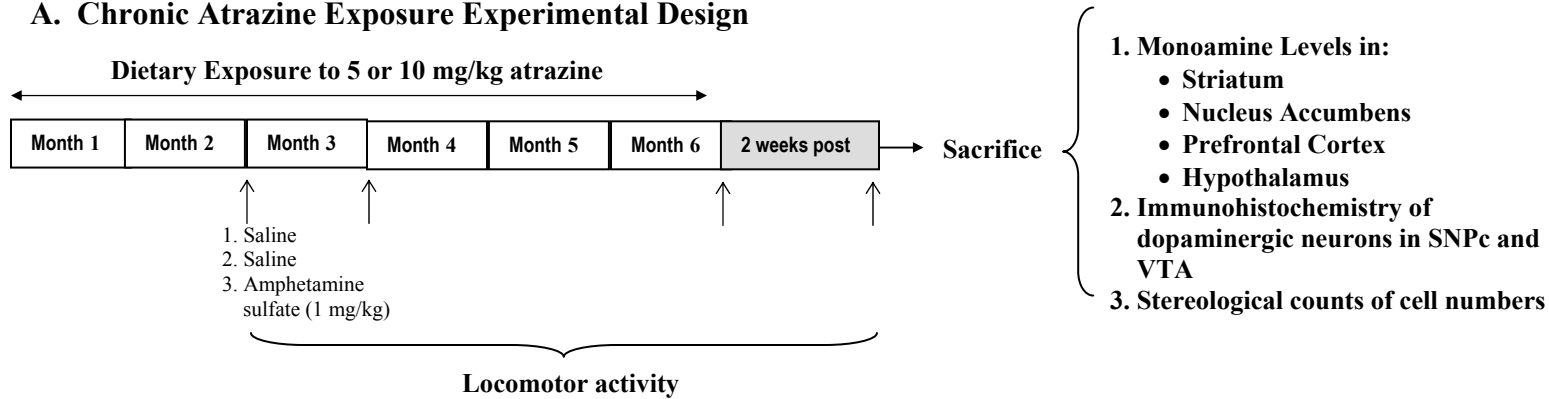 A. Chronic Atrazine Exposure Experimental Design
Dietary Exposure to 5 or 10 mg/kg atrazine
Month 1
Month 2
Month 3
Month 4
Month 5
Month 6
2 weeks post
Sacrifice
1. Saline
2. Saline
3. Amphetamine
sulfate (1 mg/kg)
Locomotor activity
1. Monoamine Levels in:
• Striatum
• Nucleus Accumbens
• Prefrontal Cortex
• Hypothalamus
2. Immunohistochemistry of
dopaminergic neurons in SNPc and
VTA
3. Stereological counts of cell numbers